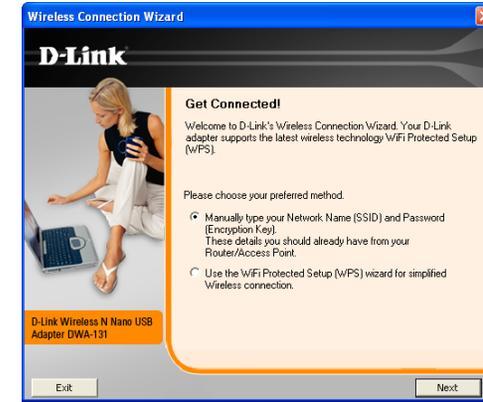 Wireless Connection Wizard
D-Link
Get Connected!
Welcome to D-Link's Wireless Connection Wizard. Your D-Link
adapter supports the latest wireless technology WiFi Protected Setup
(WPS).
Please choose your preferred method.
Manually type your Network Name (SSID) and Password
(Encryption Key).
These details you should already have from your
Router/Access Point.
Use the WiFi Protected Setup (WPS) wizard for simplified
Wireless connection.
D-Link Wireless N Nano USB
Adapter DWA-131
Exit
Next